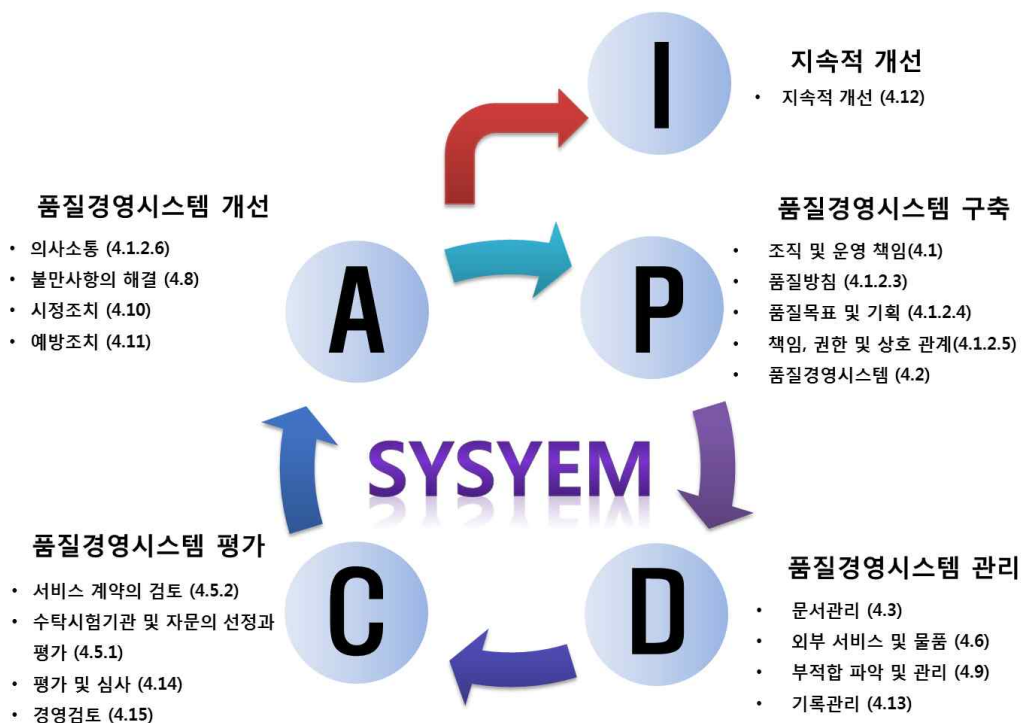 I
지속적 개선
• 지속적 개선 (4.12)
품질경영시스템 개선
• 의사소통 (4.1.2.6)
• 불만사항의 해결 (4.8)
• 시정조치 (4.10)
• 예방조치 (4.11)
A
P
품질경영시스템 구축
• 조직 및 운영 책임(4.1)
• 품질방침 (4.1.2.3)
• 품질목표 및 기획 (4.1.2.4)
• 책임, 권한 및 상호 관계(4.1.2.5)
• 품질경영시스템 (4.2)
SYSYEM
품질경영시스템 평가
• 서비스 계약의 검토 (4.5.2)
• 수탁시험기관 및 자문의 선정과
평가 (4.5.1)
• 평가 및 심사 (4.14)
• 경영검토 (4.15)
C
D
품질경영시스템 관리
• 문서관리 (4.3)
• 외부 서비스 및 물품 (4.6)
• 부적합 파악 및 관리 (4.9)
• 기록관리 (4.13)